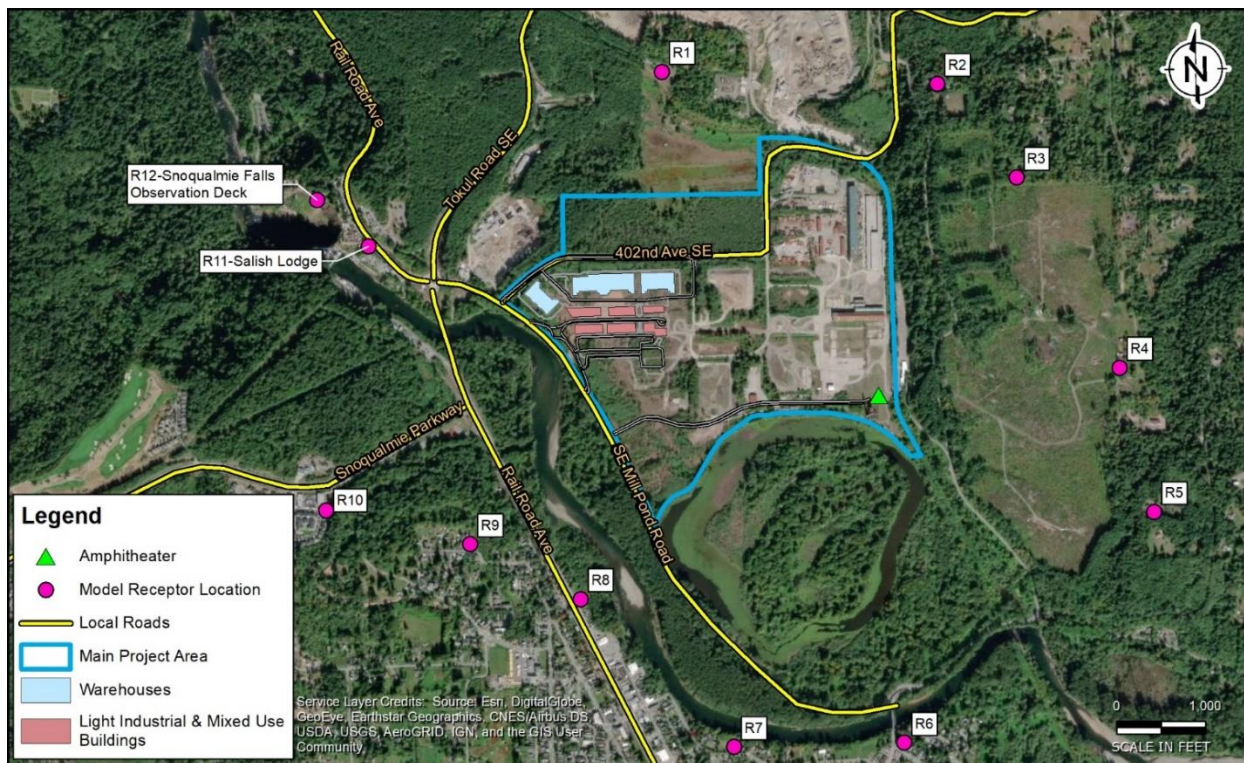 R1
R2
R3
N
Rail Road Ave
Tokul Road SE
R12-Snoqualmie Falls
Observation Deck
R11-Salish Lodge
402nd Ave SE
R4
Snoqualmie Parkway
Rail Road Ave
SE Mill Pond Road
R5
R10
R9
R8
R7
R6
Legend
Amphitheater
Model Receptor Location
Local Roads
Main Project Area
Warehouses
Light Industrial & Mixed Use
Buildings
Service Layer Credits: Source: Esri, DigitalGlobe,
GeoEye, Earthstar Geographics, CNES/Airbus DS,
USDA, USGS, AeroGRID, IGN, and the GIS User
Community
0 1,000
SCALE IN FEET